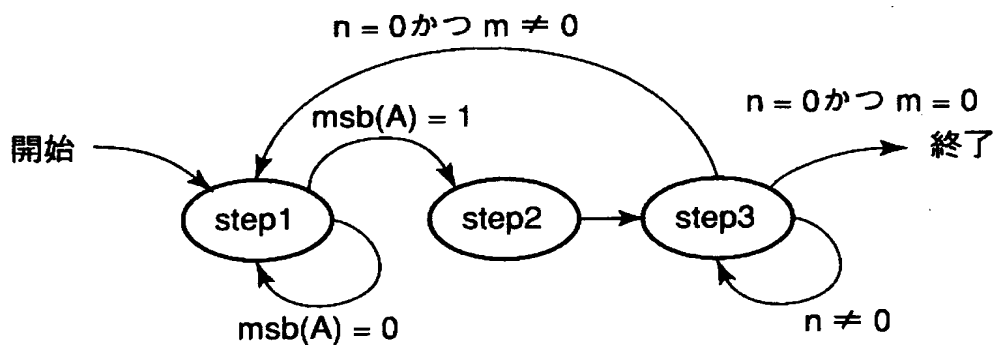 n = 0かつ m ≠ 0
n = 0かつ m = 0
msb(A) = 1
開始
終了
step1
step2
step3
msb(A) = 0
n ≠ 0